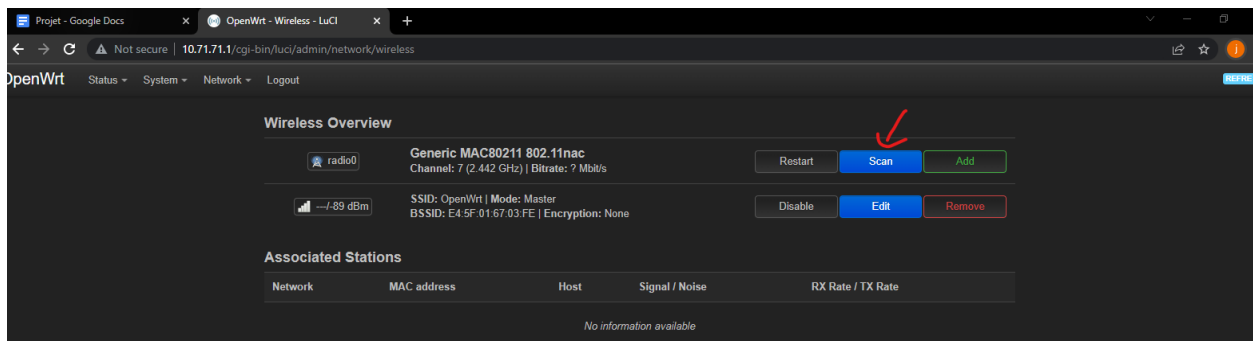 Projet - Google Docs
OpenWrt - Wireless - LuCI
Not secure | 10.71.71.1/cgi-bin/luci/admin/network/wireless
j
OpenWrt Status System Network Logout
REFRE
Wireless Overview
radio0
Generic MAC80211 802.11nac
Channel: 7 (2.442 GHz) | Bitrate: ? Mbit/s
Restart Scan Add
---/-89 dBm
SSID: OpenWrt | Mode: Master
BSSID: E4:5F:01:67:03:FE | Encryption: None
Disable Edit Remove
Associated Stations
Network MAC address Host Signal / Noise RX Rate / TX Rate
No information available